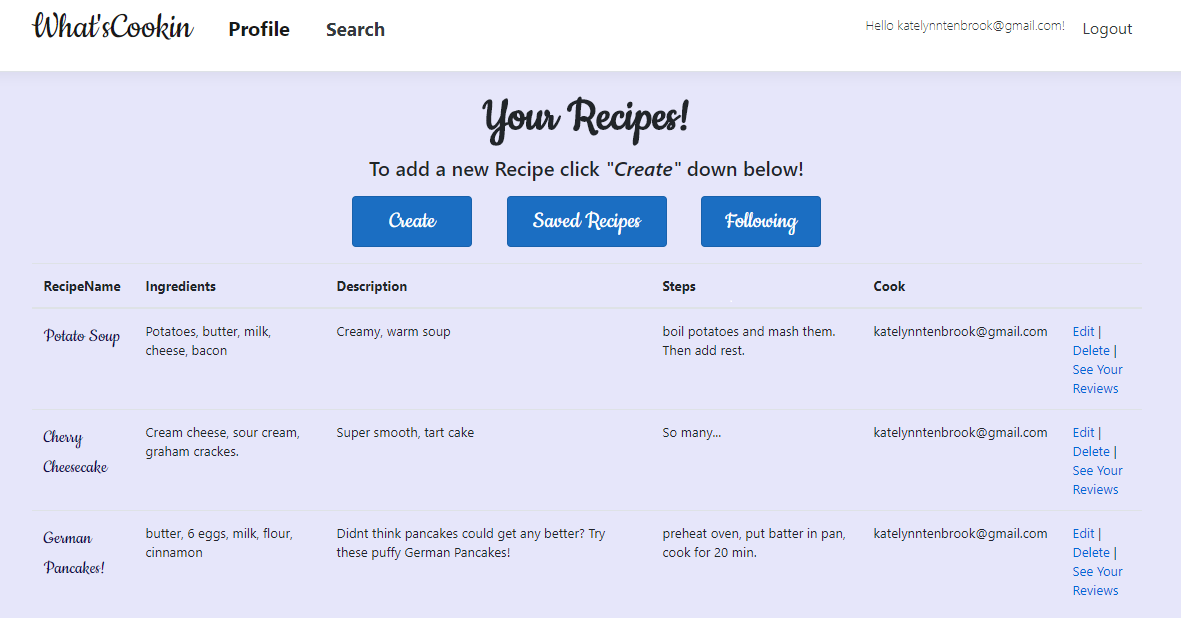 What'sCookin Profile Search Hello katelynntenbrook@gmail.com! Logout
Your Recipes!
To add a new Recipe click "Create" down below!
Create Saved Recipes Following
RecipeName Ingredients Description Steps Cook
Potato Soup Potatoes, butter, milk, Creamy, warm soup boil potatoes and mash them. katelynntenbrook@gmail.com Edit |
cheese, bacon Then add rest. Delete |
See Your
Reviews
Cherry Cream cheese, sour cream, Super smooth, tart cake So many... katelynntenbrook@gmail.com Edit |
Cheesecake graham crackes. Delete |
See Your
Reviews
German butter, 6 eggs, milk, flour, Didnt think pancakes could get any better? Try preheat oven, put batter in pan, katelynntenbrook@gmail.com Edit |
Pancakes! cinnamon these puffy German Pancakes! cook for 20 min. Delete |
See Your
Reviews